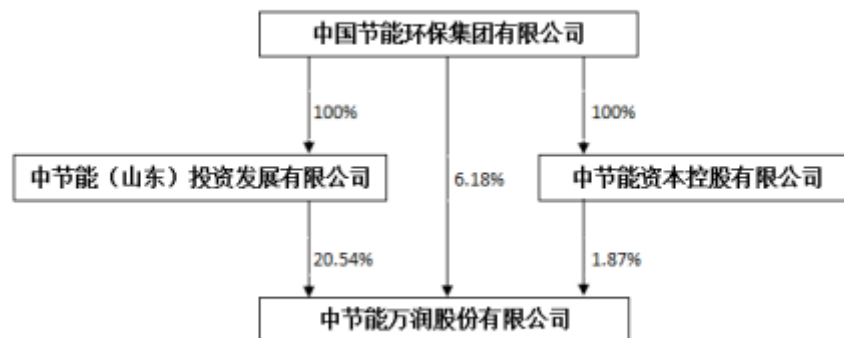 中国节能环保集团有限公司
100%
100%
中节能（山东）投资发展有限公司
6.18%
中节能资本控股有限公司
20.54%
1.87%
中节能万润股份有限公司